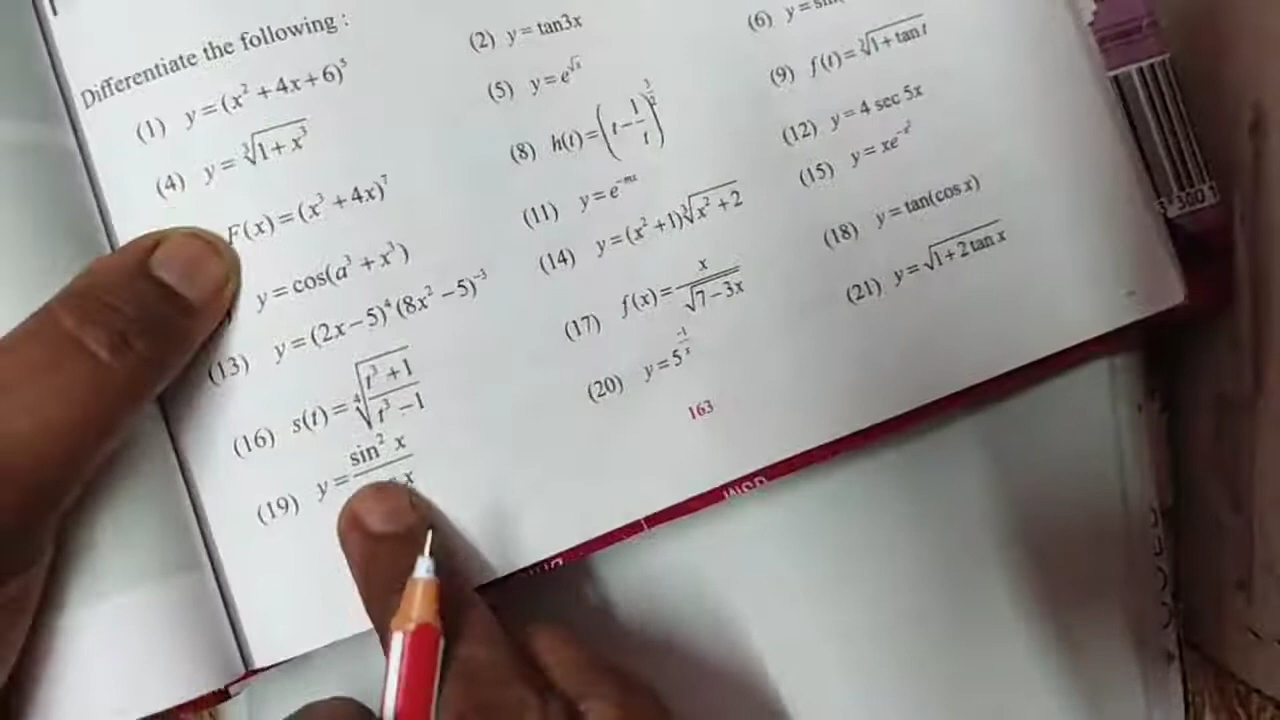 Differentiate the following :
(1) y = (x² + 4x + 6)⁵
(2) y = tan3x
(6) y =
(4) y = ∛(1 + x³)
(5) y = e^√x
(9) f(t) = ∛(1 + tan t)
F(x) = (x³ + 4x)⁷
(8) h(t) = (t − 1/t)^(3/2)
(12) y = 4 sec 5x
y = cos(a³ + x³)
(11) y = e^(−mx)
(15) y = xe^(−x²)
(13) y = (2x − 5)⁴(8x² − 5)⁻³
(14) y = (x² + 1)∛(x² + 2)
(18) y = tan(cos x)
(16) s(t) = ∜((t³ + 1)/(t³ − 1))
(17) f(x) = x/√(7 − 3x)
(21) y = √(1 + 2 tan x)
(19) y = sin² x / x
(20) y = 5^(−1/x)
163